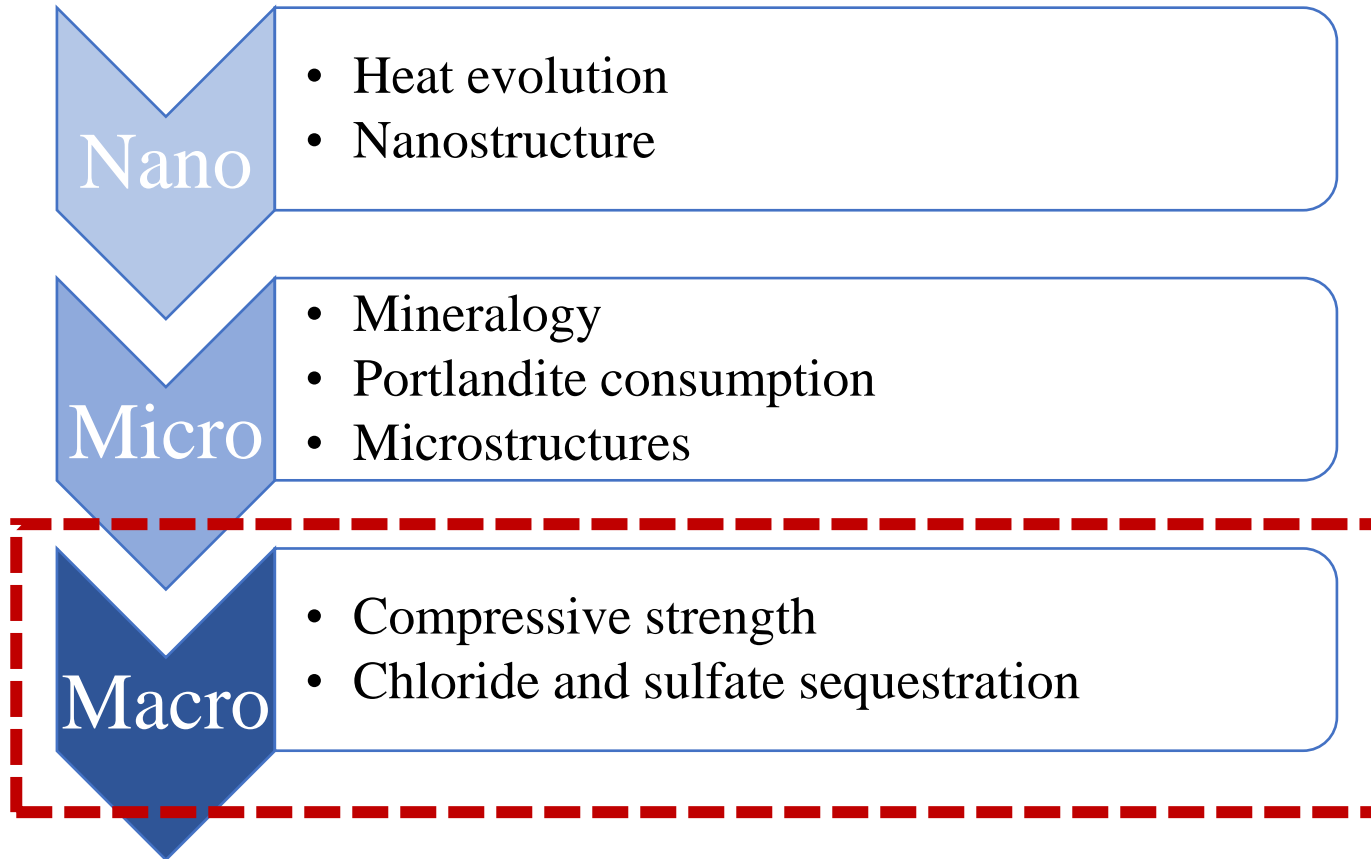 Nano
• Heat evolution
• Nanostructure
Micro
• Mineralogy
• Portlandite consumption
• Microstructures
Macro
• Compressive strength
• Chloride and sulfate sequestration